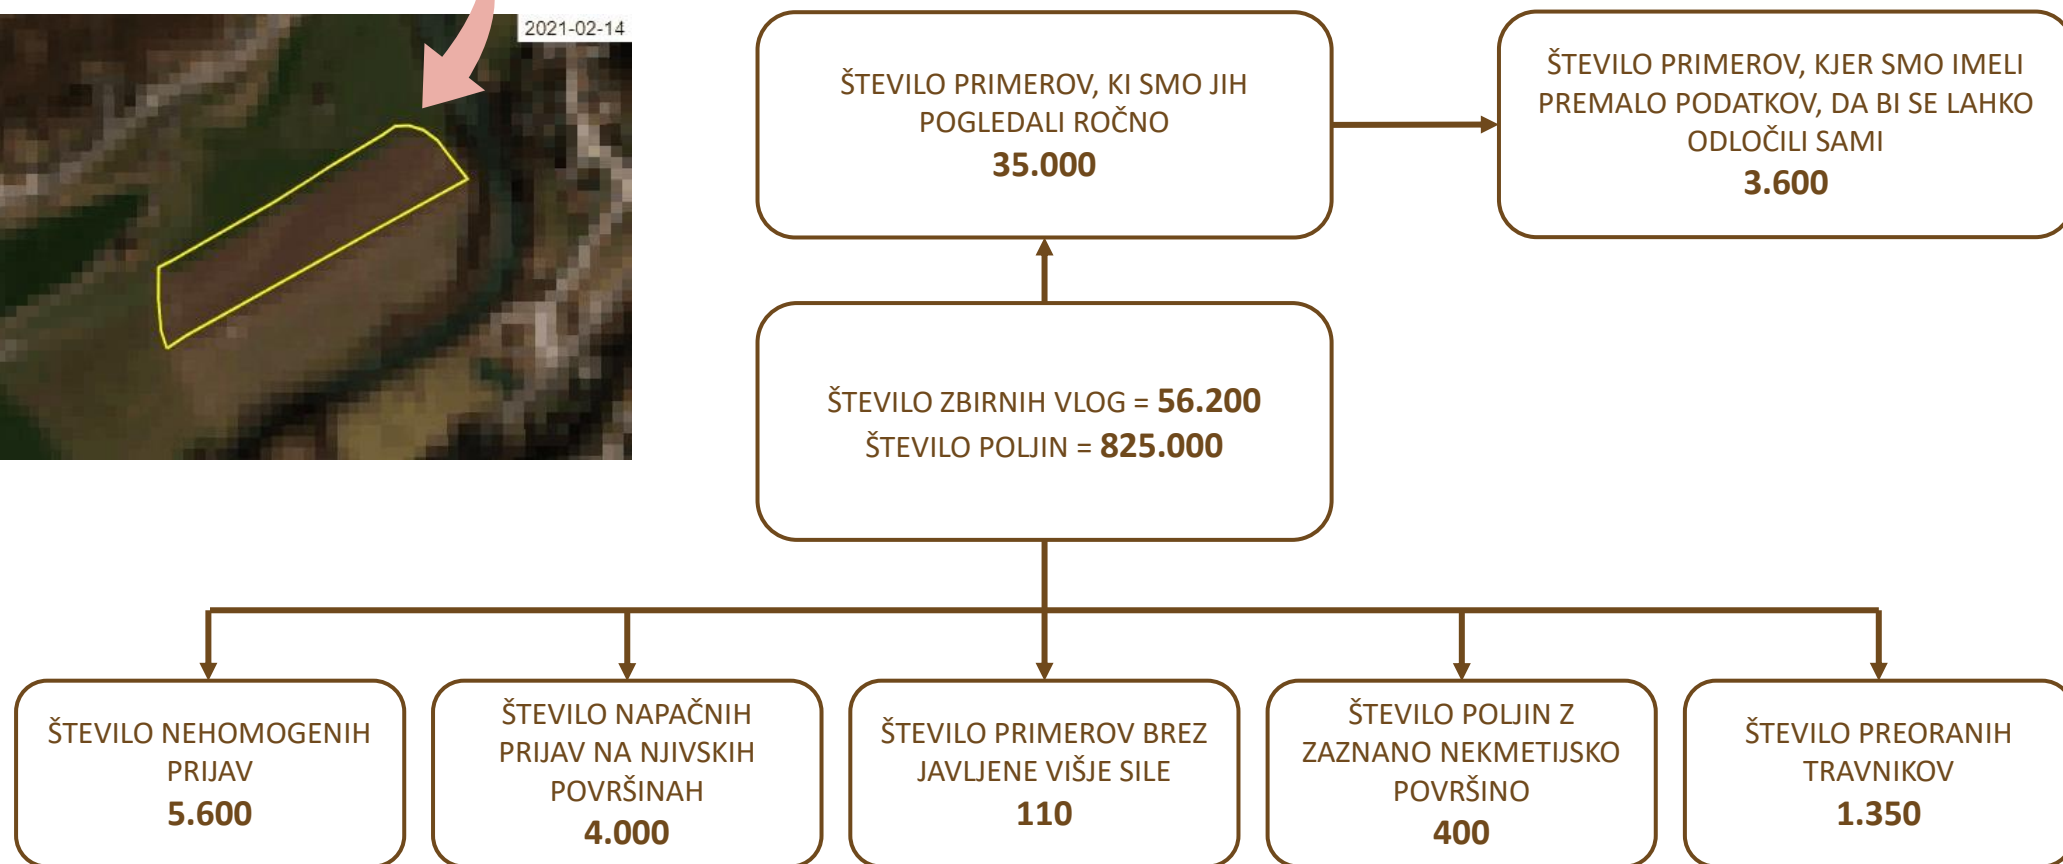 2021-02-14
ŠTEVILO PRIMEROV, KI SMO JIH
POGLEDALI ROČNO
35.000
ŠTEVILO PRIMEROV, KJER SMO IMELI
PREMALO PODATKOV, DA BI SE LAHKO
ODLOČILI SAMI
3.600
ŠTEVILO ZBIRNIH VLOG = 56.200
ŠTEVILO POLJIN = 825.000
ŠTEVILO NEHOMOGENIH
PRIJAV
5.600
ŠTEVILO NAPAČNIH
PRIJAV NA NJIVSKIH
POVRŠINAH
4.000
ŠTEVILO PRIMEROV BREZ
JAVLJENE VIŠJE SILE
110
ŠTEVILO POLJIN Z
ZAZNANO NEKMETIJSKO
POVRŠINO
400
ŠTEVILO PREORANIH
TRAVNIKOV
1.350